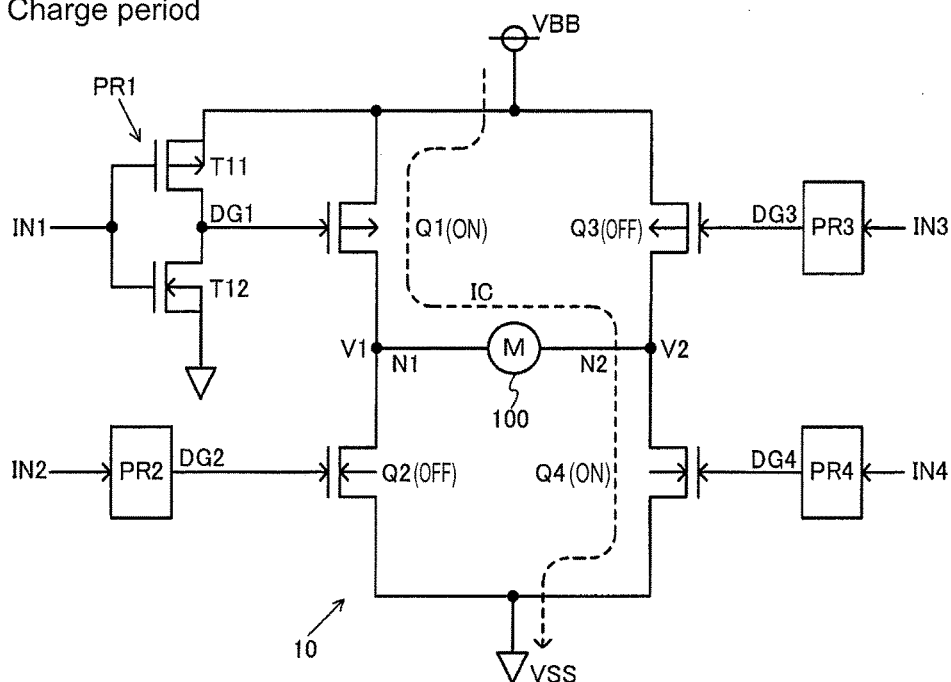 Charge period
VBB
PR1
T11
IN1
DG1
Q1(ON)
Q3(OFF)
DG3
PR3
IN3
T12
IC
V1
N1
M
N2
V2
100
IN2
PR2
DG2
Q2(OFF)
Q4(ON)
DG4
PR4
IN4
10
VSS